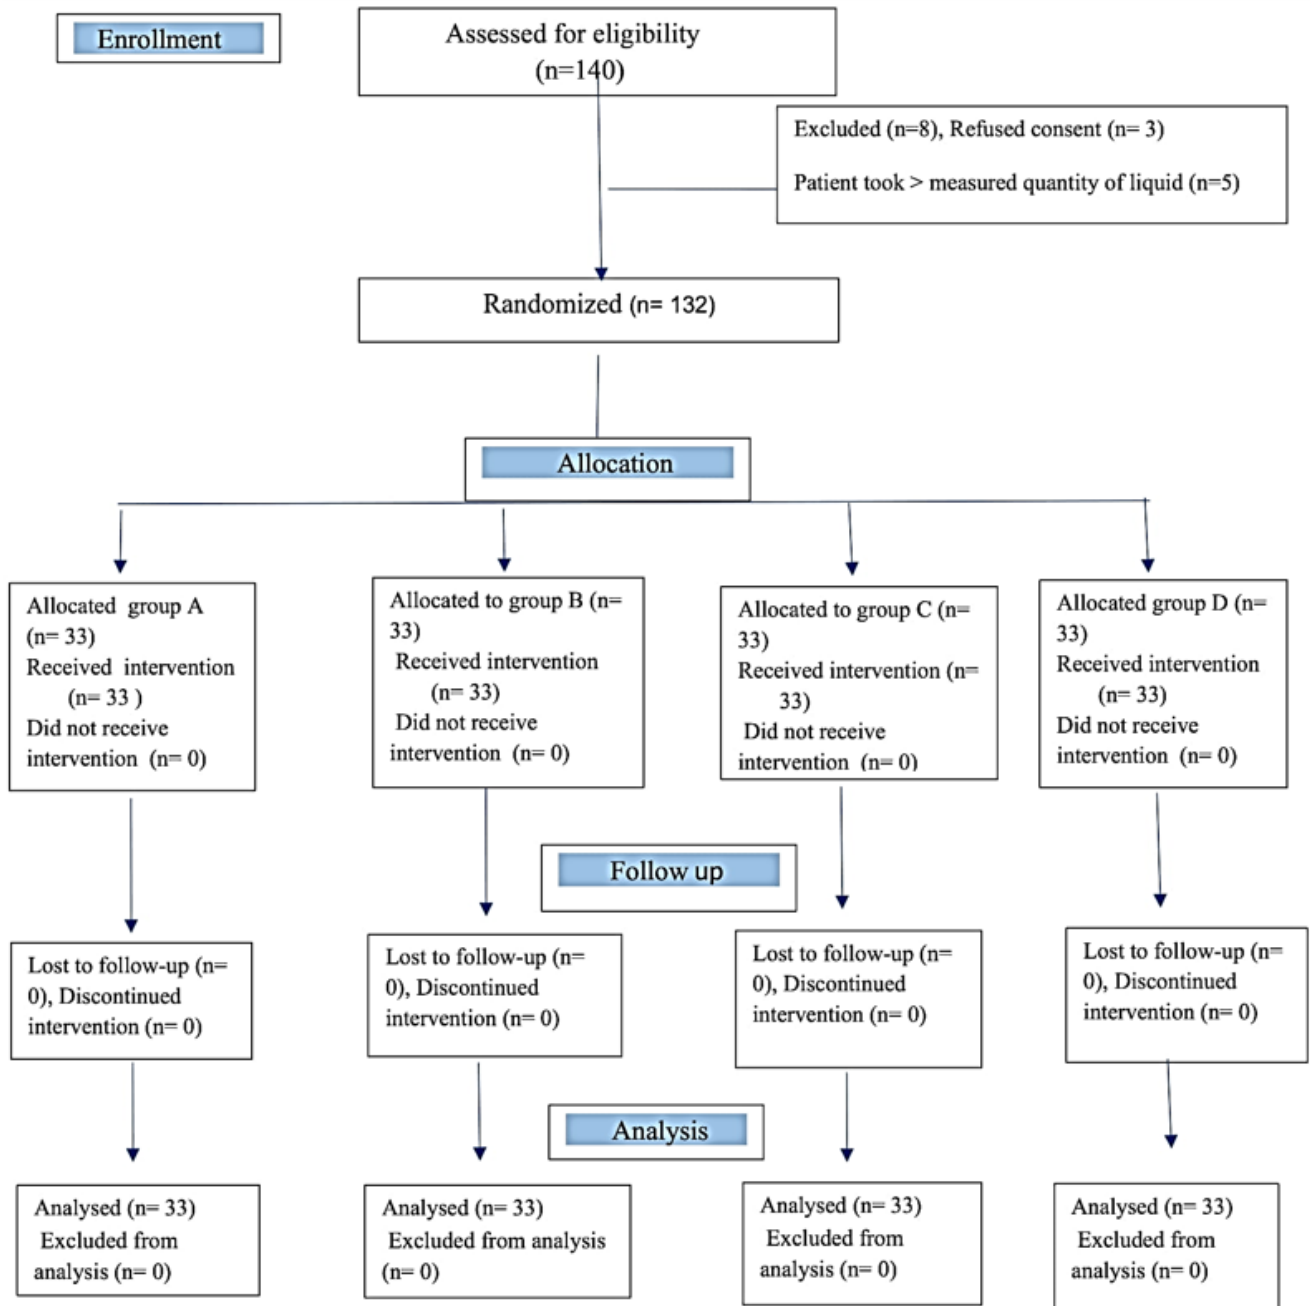 Enrollment
Assessed for eligibility
(n=140)
Excluded (n=8), Refused consent (n= 3)
Patient took > measured quantity of liquid (n=5)
Randomized (n= 132)
Allocation
Allocated  group A
(n= 33)
Received  intervention
(n= 33 )
Did not receive
intervention  (n= 0)
Allocated to group B (n=
33)
Received intervention
(n= 33)
Did not receive
intervention  (n= 0)
Allocated to group C (n=
33)
Received intervention (n=
33)
Did not receive
intervention  (n= 0)
Allocated group D (n=
33)
Received intervention
(n= 33)
Did not receive
intervention  (n= 0)
Follow up
Lost to follow-up (n=
0), Discontinued
intervention (n= 0)
Lost to follow-up (n=
0), Discontinued
intervention (n= 0)
Lost to follow-up (n=
0), Discontinued
intervention (n= 0)
Lost to follow-up (n=
0), Discontinued
intervention (n= 0)
Analysis
Analysed (n= 33)
Excluded from
analysis (n= 0)
Analysed (n= 33)
Excluded from analysis
(n= 0)
Analysed (n= 33)
Excluded from
analysis (n= 0)
Analysed (n= 33)
Excluded from
analysis (n= 0)